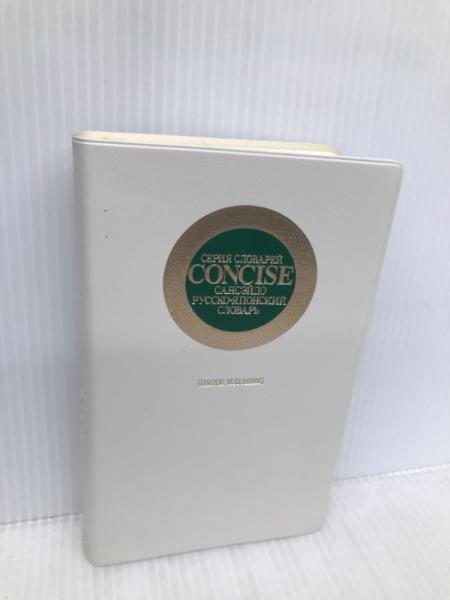 СЕРИЯ СЛОВАРЕЙ
CONCISE
САНСЭЙДО
РУССКО-ЯПОНСКИЙ
СЛОВАРЬ